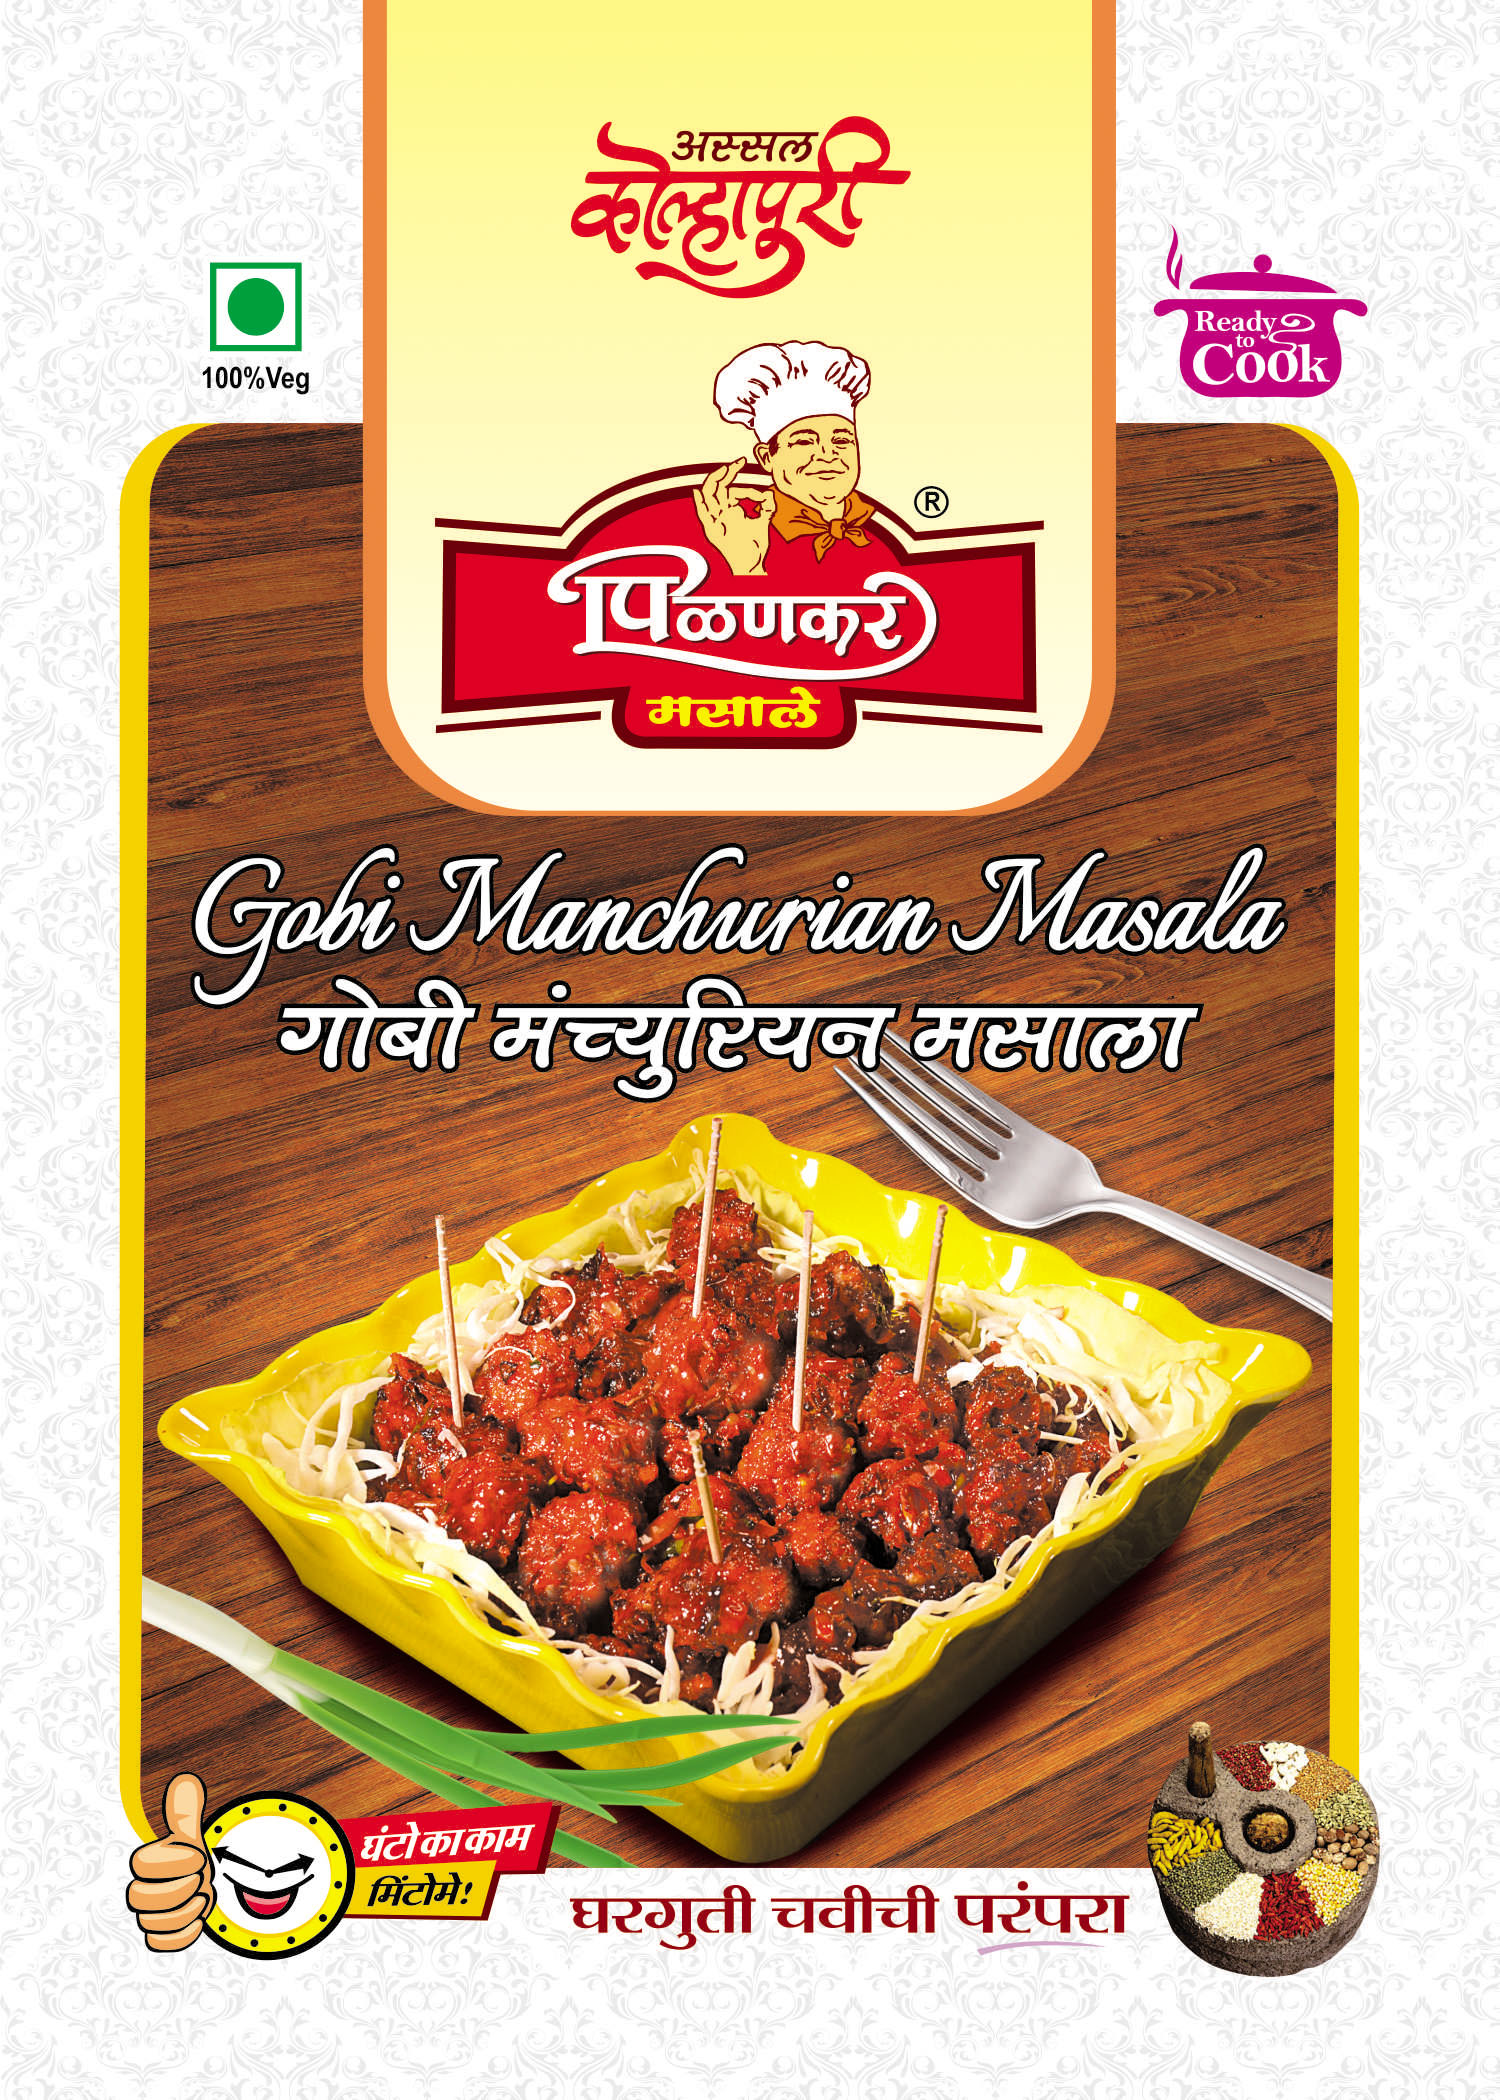 अस्सल
कोल्हापुरी
100%Veg
Ready
to
Cook
®
पिळणकर
मसाले
Gobi Manchurian Masala
गोबी मंच्युरियन मसाला
घंटो का काम
मिंटोमे!
घरगुती चवीची परंपरा